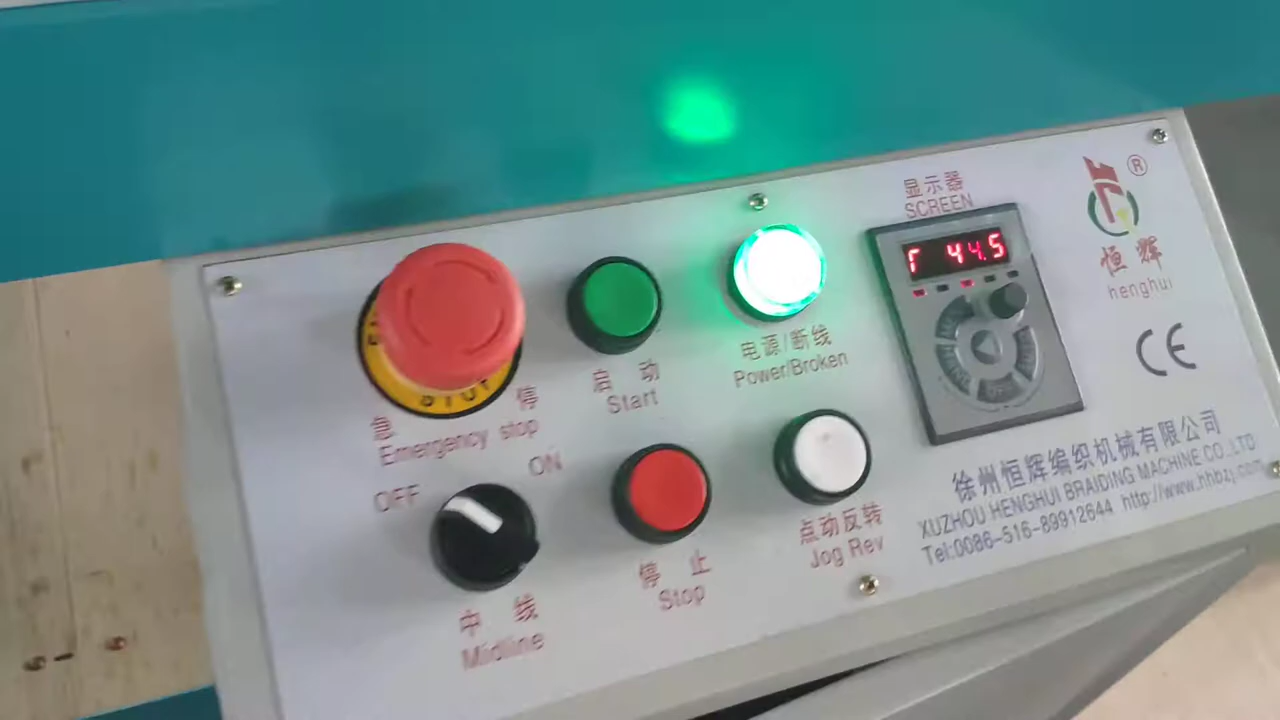 显示器
SCREEN
Г 44.5
®
恒辉
henghui
CE
电源/断线
Power/Broken
启动
Start
STOP
急停
Emergency stop
OFF
ON
中线
Midline
停止
Stop
点动反转
Jog Rev
徐州恒辉编织机械有限公司
XUZHOU HENGHUI BRAIDING MACHINE CO.,LTD
Tel:0086-516-89912644 http://www.hhbzj.com